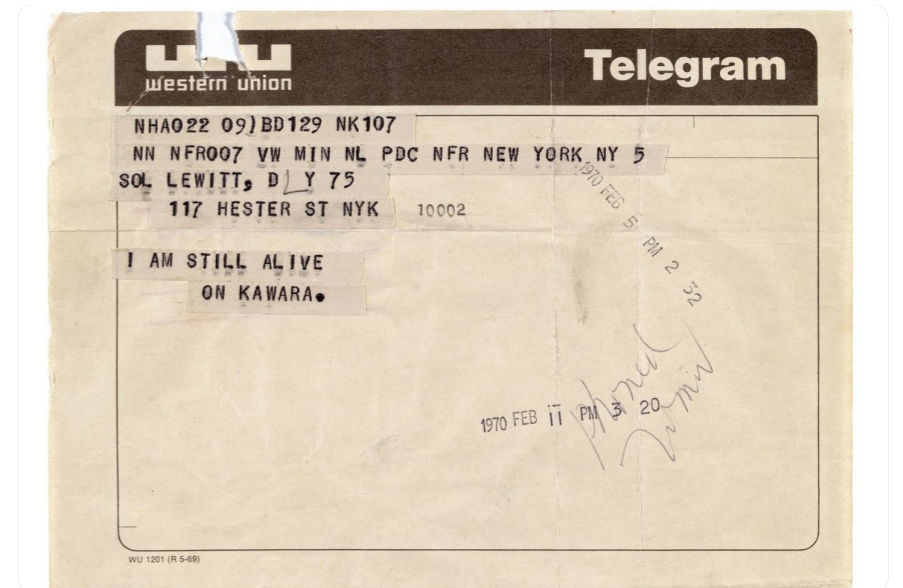 western union
Telegram
NHA022 09)BD129 NK107
NN NFR007 VW MIN NL PDC NFR NEW YORK NY 5
SOL LEWITT, D L Y 75
117 HESTER ST NYK 10002
I AM STILL ALIVE
ON KAWARA.
1970 FEB 5 PM 2 32
phoned
1970 FEB 11 PM 3 20
WU 1201 (R 5-69)